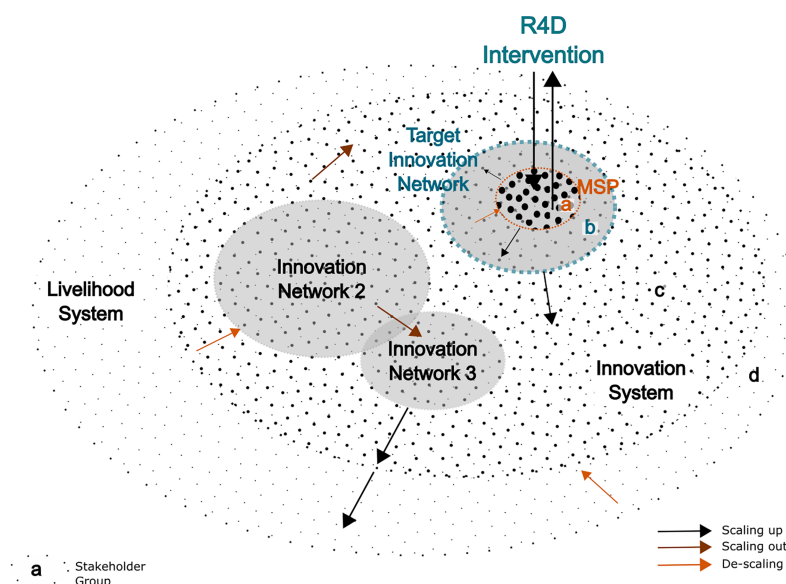 R4D
Intervention
Target
Innovation
Network
MSP
a
b
Innovation
Network 2
Livelihood
System
c
Innovation
Network 3
Innovation
System
d
Scaling up
Scaling out
De-scaling
a
Stakeholder
Group